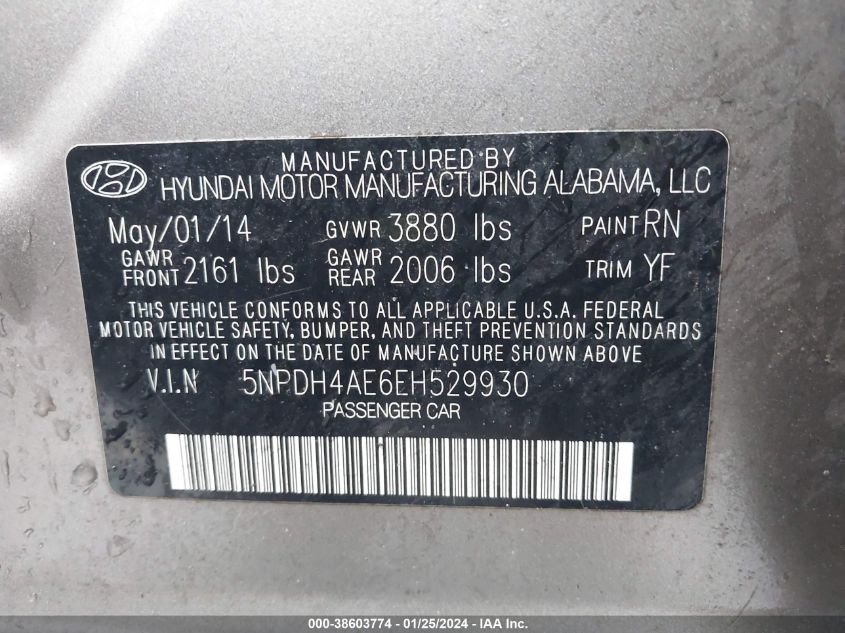 MANUFACTURED BY
HYUNDAI MOTOR MANUFACTURING ALABAMA, LLC
May/01/14 GVWR 3880 lbs PAINT RN
GAWR FRONT 2161 lbs GAWR REAR 2006 lbs TRIM YF
THIS VEHICLE CONFORMS TO ALL APPLICABLE U.S.A. FEDERAL
MOTOR VEHICLE SAFETY, BUMPER, AND THEFT PREVENTION STANDARDS
IN EFFECT ON THE DATE OF MANUFACTURE SHOWN ABOVE
V.I.N 5NPDH4AE6EH529930
PASSENGER CAR
000-38603774 - 01/25/2024 - IAA Inc.